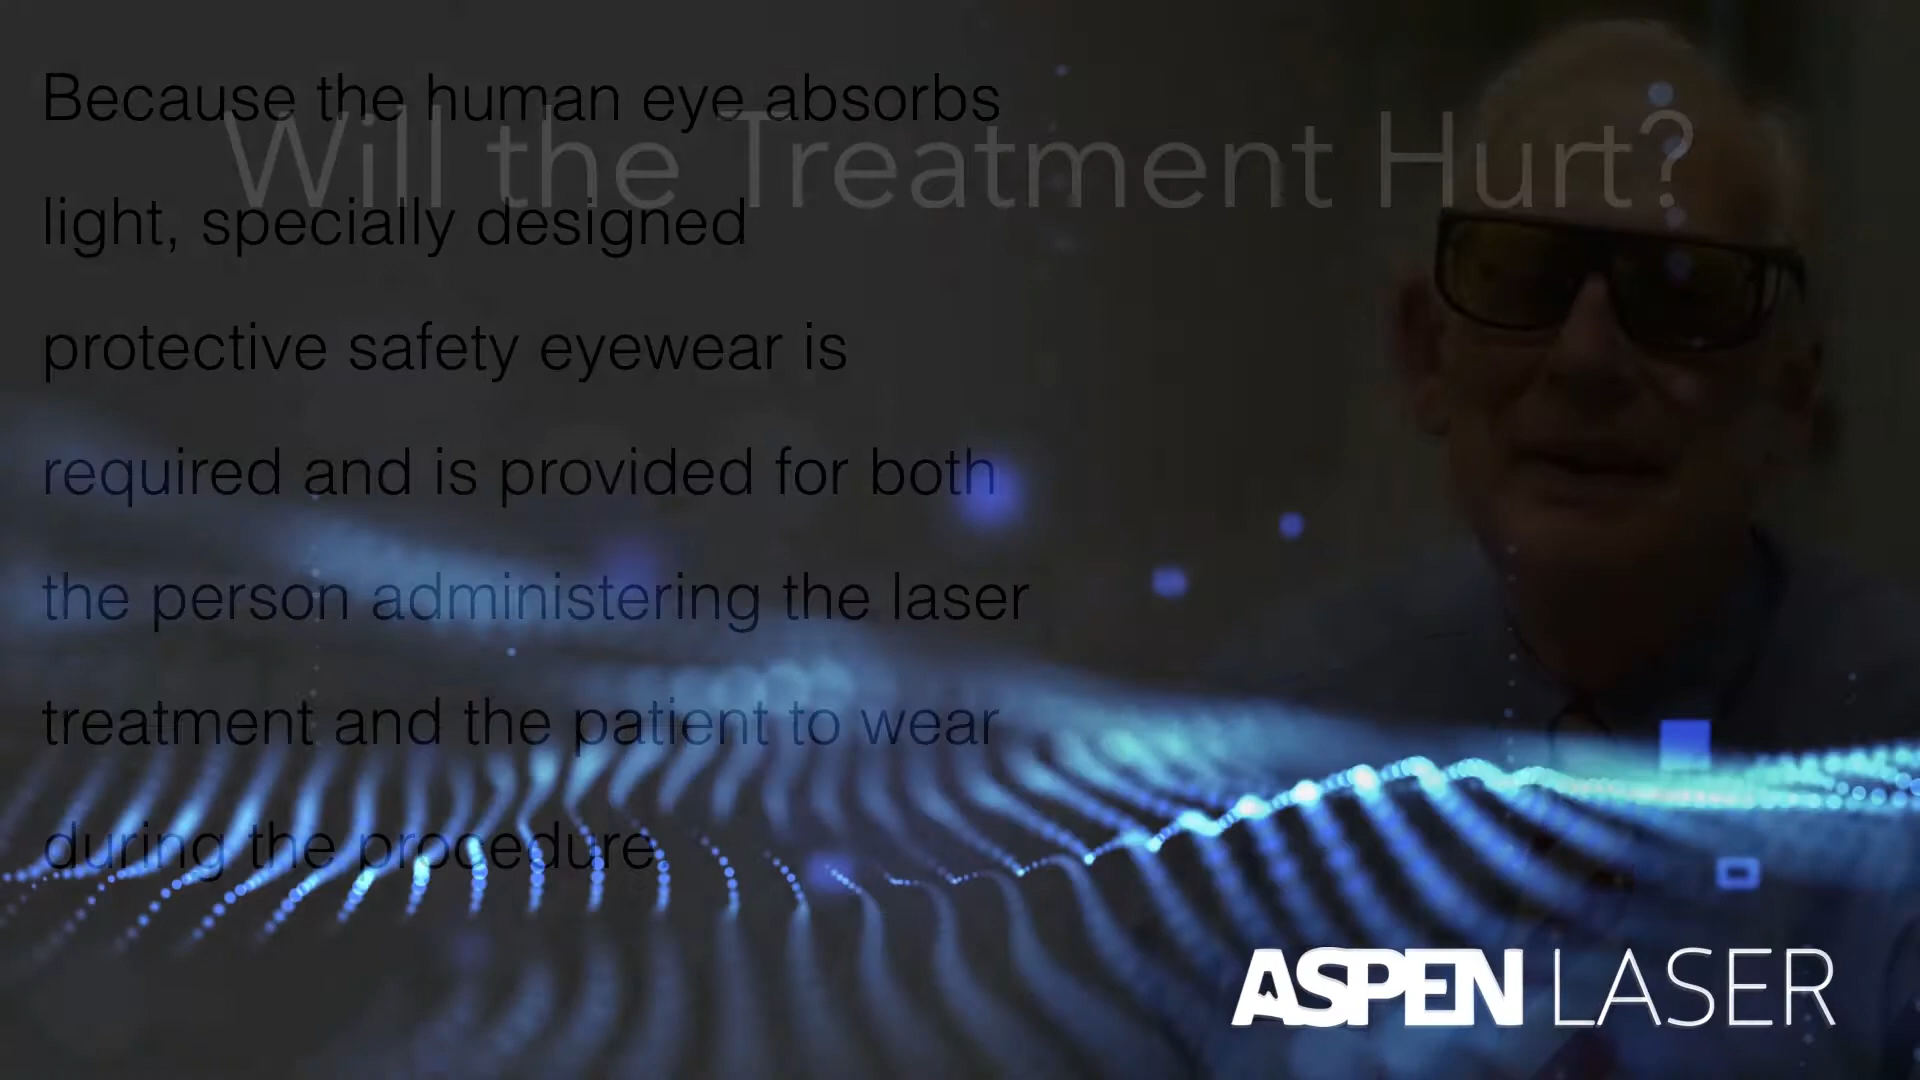 Because the human eye absorbs
light, specially designed
protective safety eyewear is
required and is provided for both
the person administering the laser
treatment and the patient to wear
during the procedure.
Will the Treatment Hurt?
ASPEN LASER